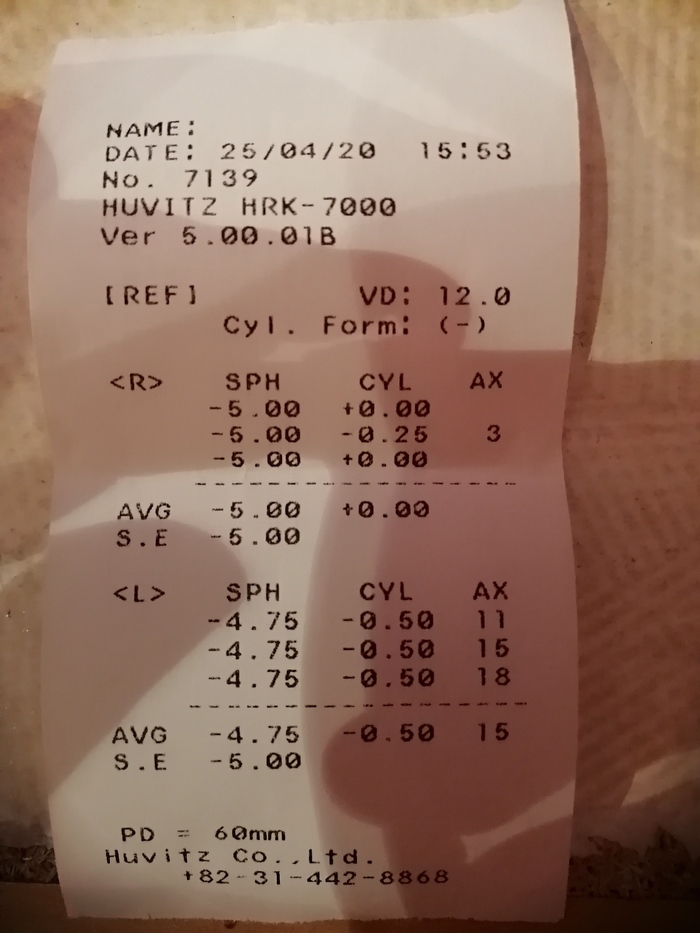 NAME:
DATE: 25/04/20 15:53
No. 7139
HUVITZ HRK-7000
Ver 5.00.01B
[REF] VD: 12.0
Cyl. Form: (-)
<R> SPH CYL AX
-5.00 +0.00
-5.00 -0.25 3
-5.00 +0.00
AVG -5.00 +0.00
S.E -5.00
<L> SPH CYL AX
-4.75 -0.50 11
-4.75 -0.50 15
-4.75 -0.50 18
AVG -4.75 -0.50 15
S.E -5.00
PD = 60mm
Huvitz Co.,Ltd.
+82-31-442-8868